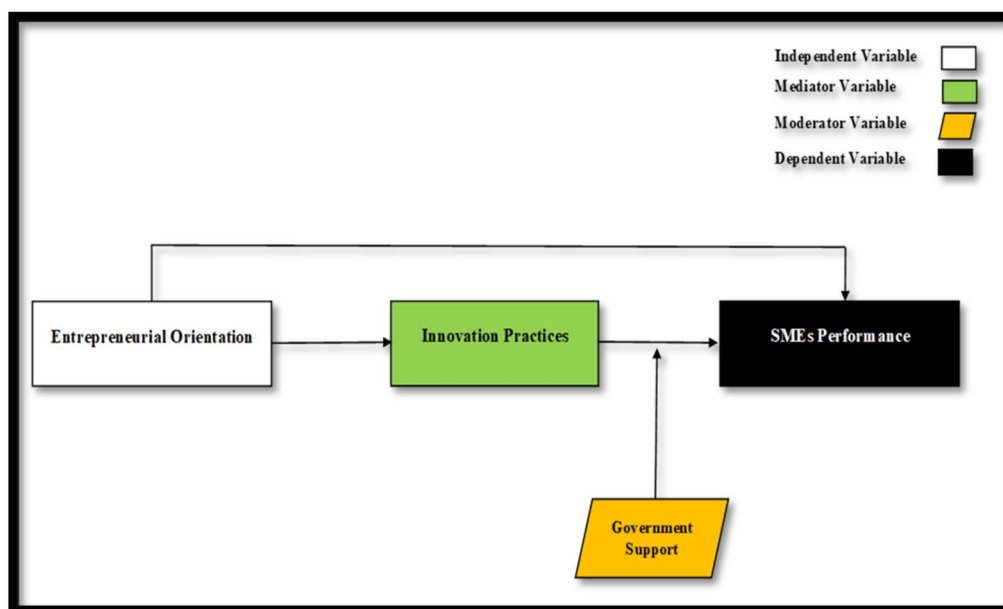 Independent Variable
Mediator Variable
Moderator Variable
Dependent Variable
Entrepreneurial Orientation
Innovation Practices
SMEs Performance
Government
Support